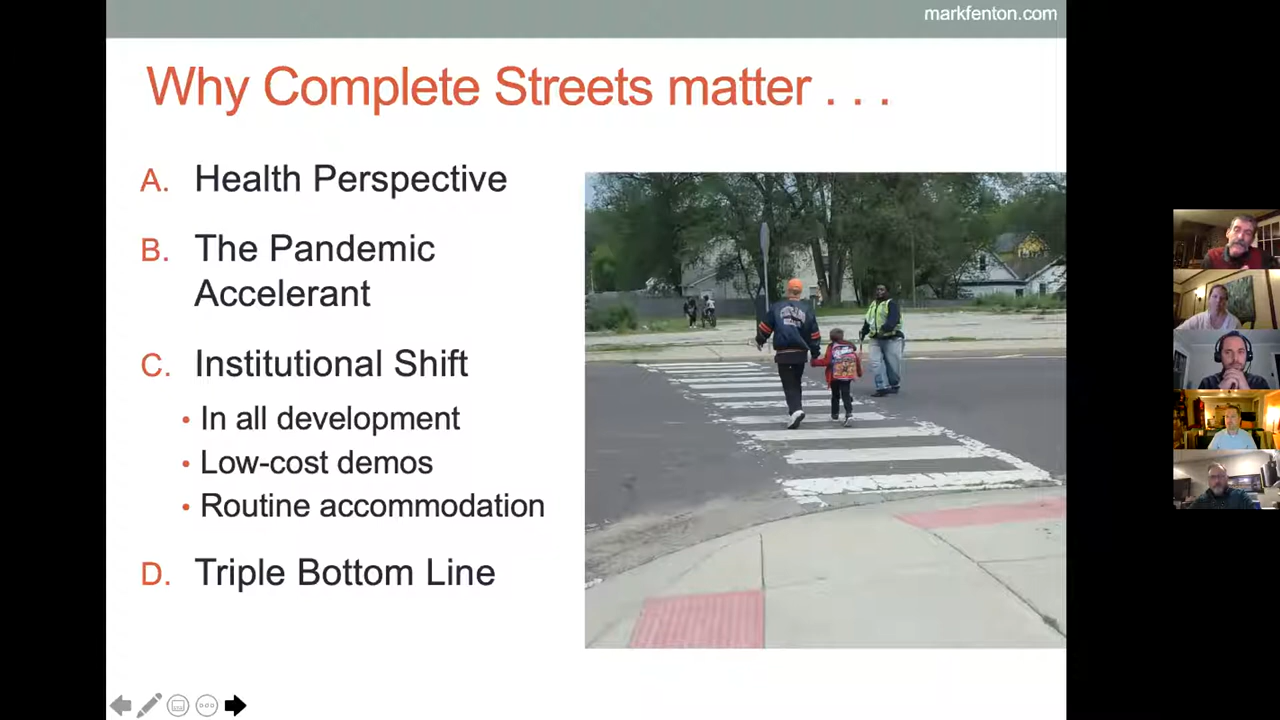 markfenton.com
Why Complete Streets matter . . .
A. Health Perspective
B. The Pandemic
Accelerant
C. Institutional Shift
• In all development
• Low-cost demos
• Routine accommodation
D. Triple Bottom Line